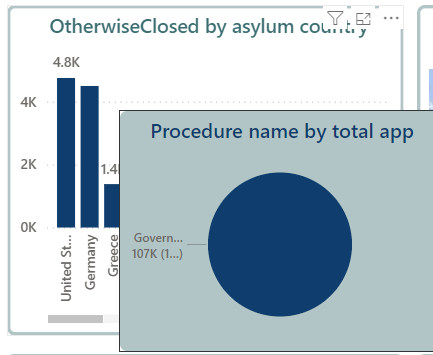 OtherwiseClosed by asylum country
4.8K
4K
2K
0K
1.4
United St...
Germany
Greece
Procedure name by total app
Govern...
107K (1...)